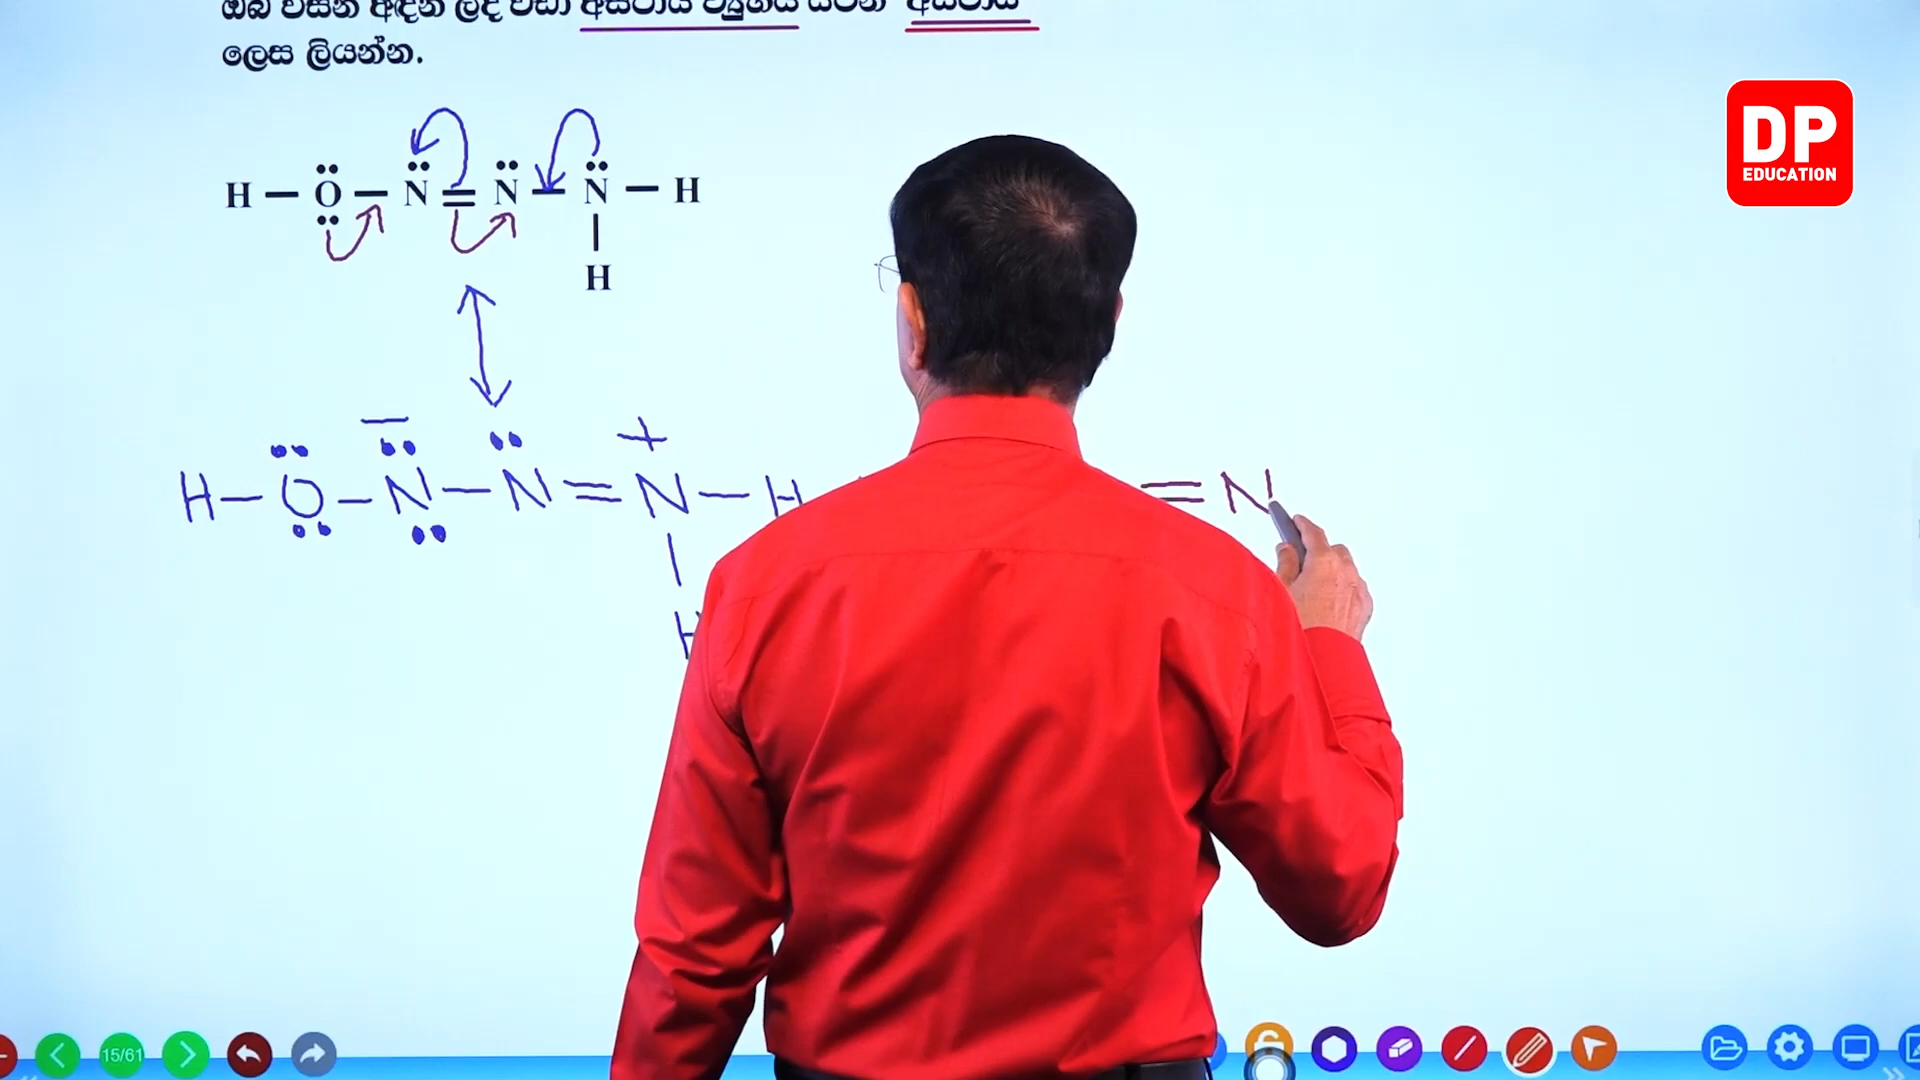 ලෙස ලියන්න.
DP
EDUCATION
H — O — N = N — N — H
H
H — O — N — N = N — H
= N
H
15/61